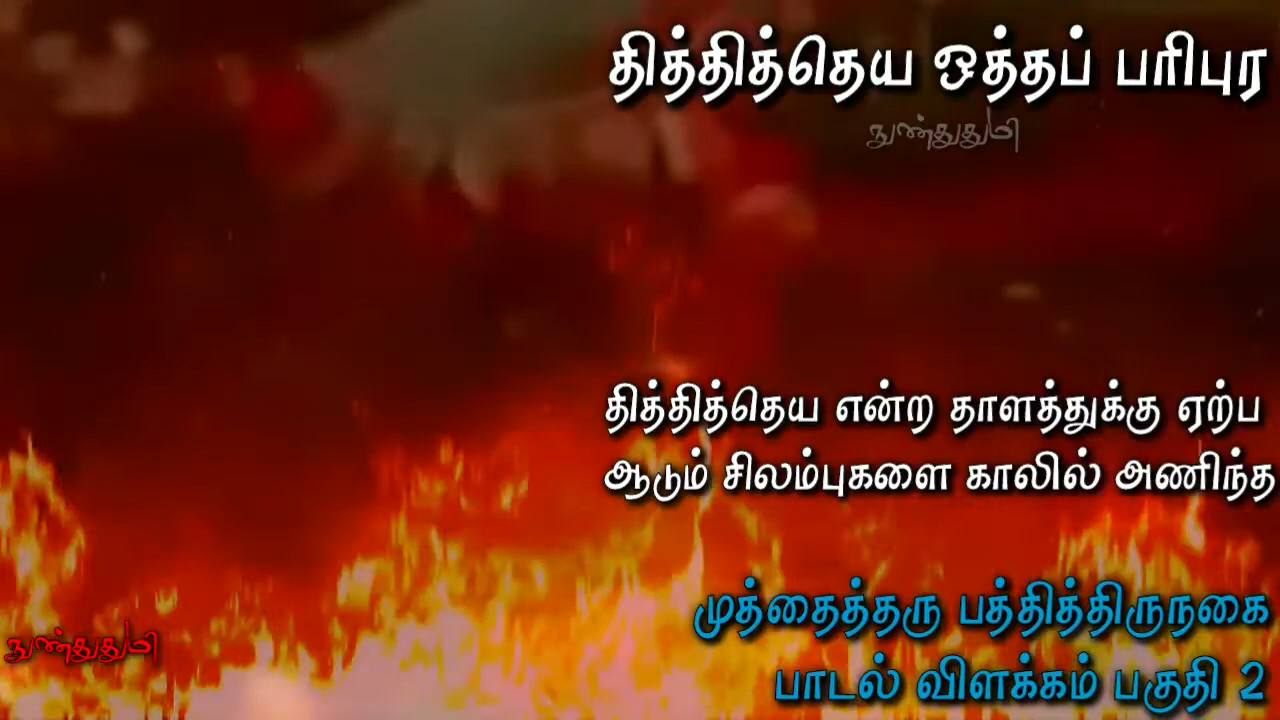 தித்தித்தெய ஒத்தப் பரிபுர
நுண்துதுமி
தித்தித்தெய என்ற தாளத்துக்கு ஏற்ப
ஆடும் சிலம்புகளை காலில் அணிந்த
முத்தைத்தரு பத்தித்திருநகை
நுண்துதுமி
பாடல் விளக்கம் பகுதி 2